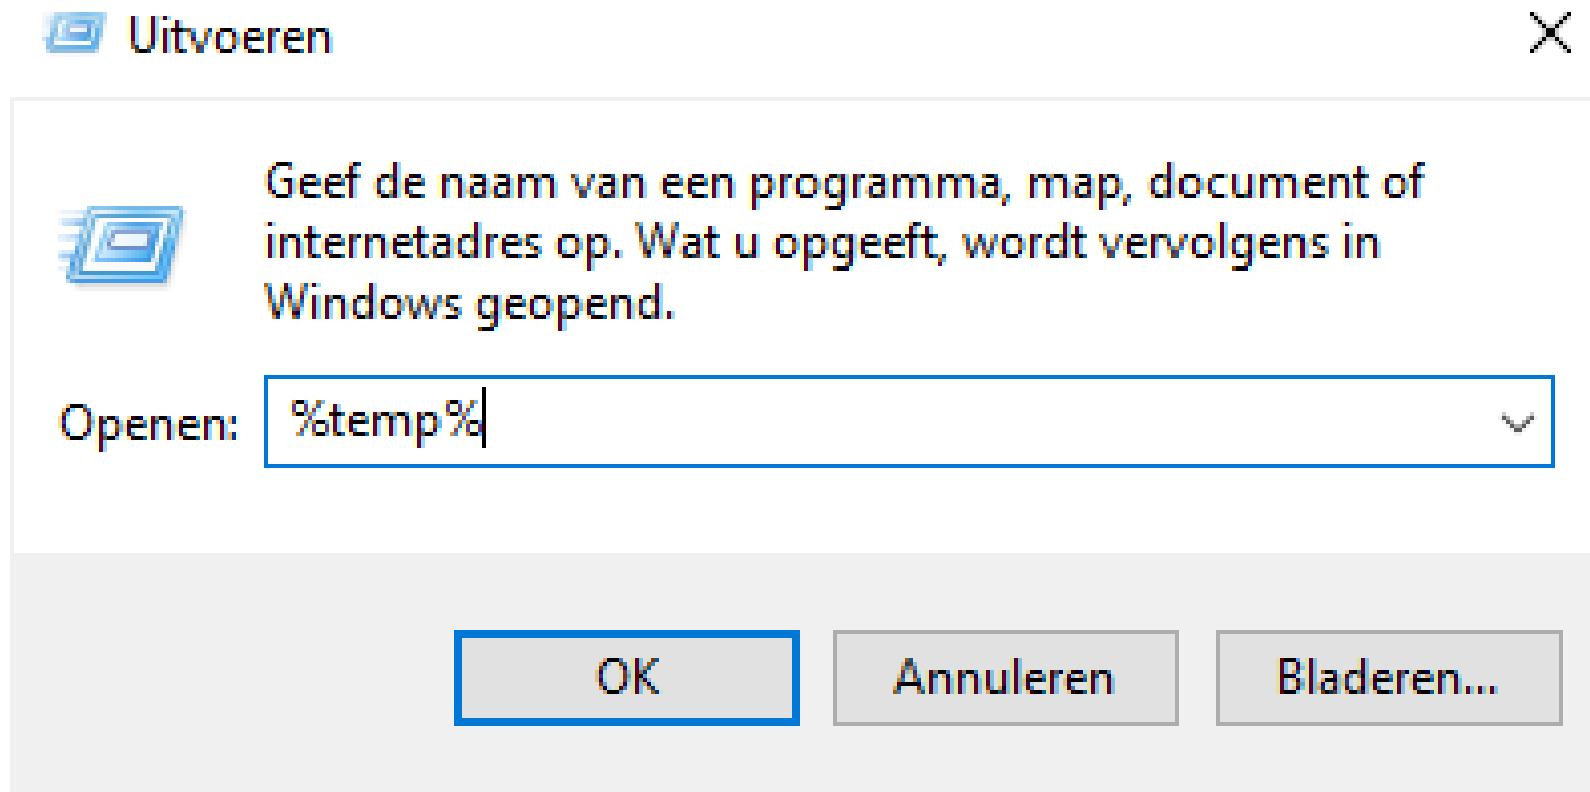 Uitvoeren
Geef de naam van een programma, map, document of
internetadres op. Wat u opgeeft, wordt vervolgens in
Windows geopend.
Openen: %temp%
OK Annuleren Bladeren...